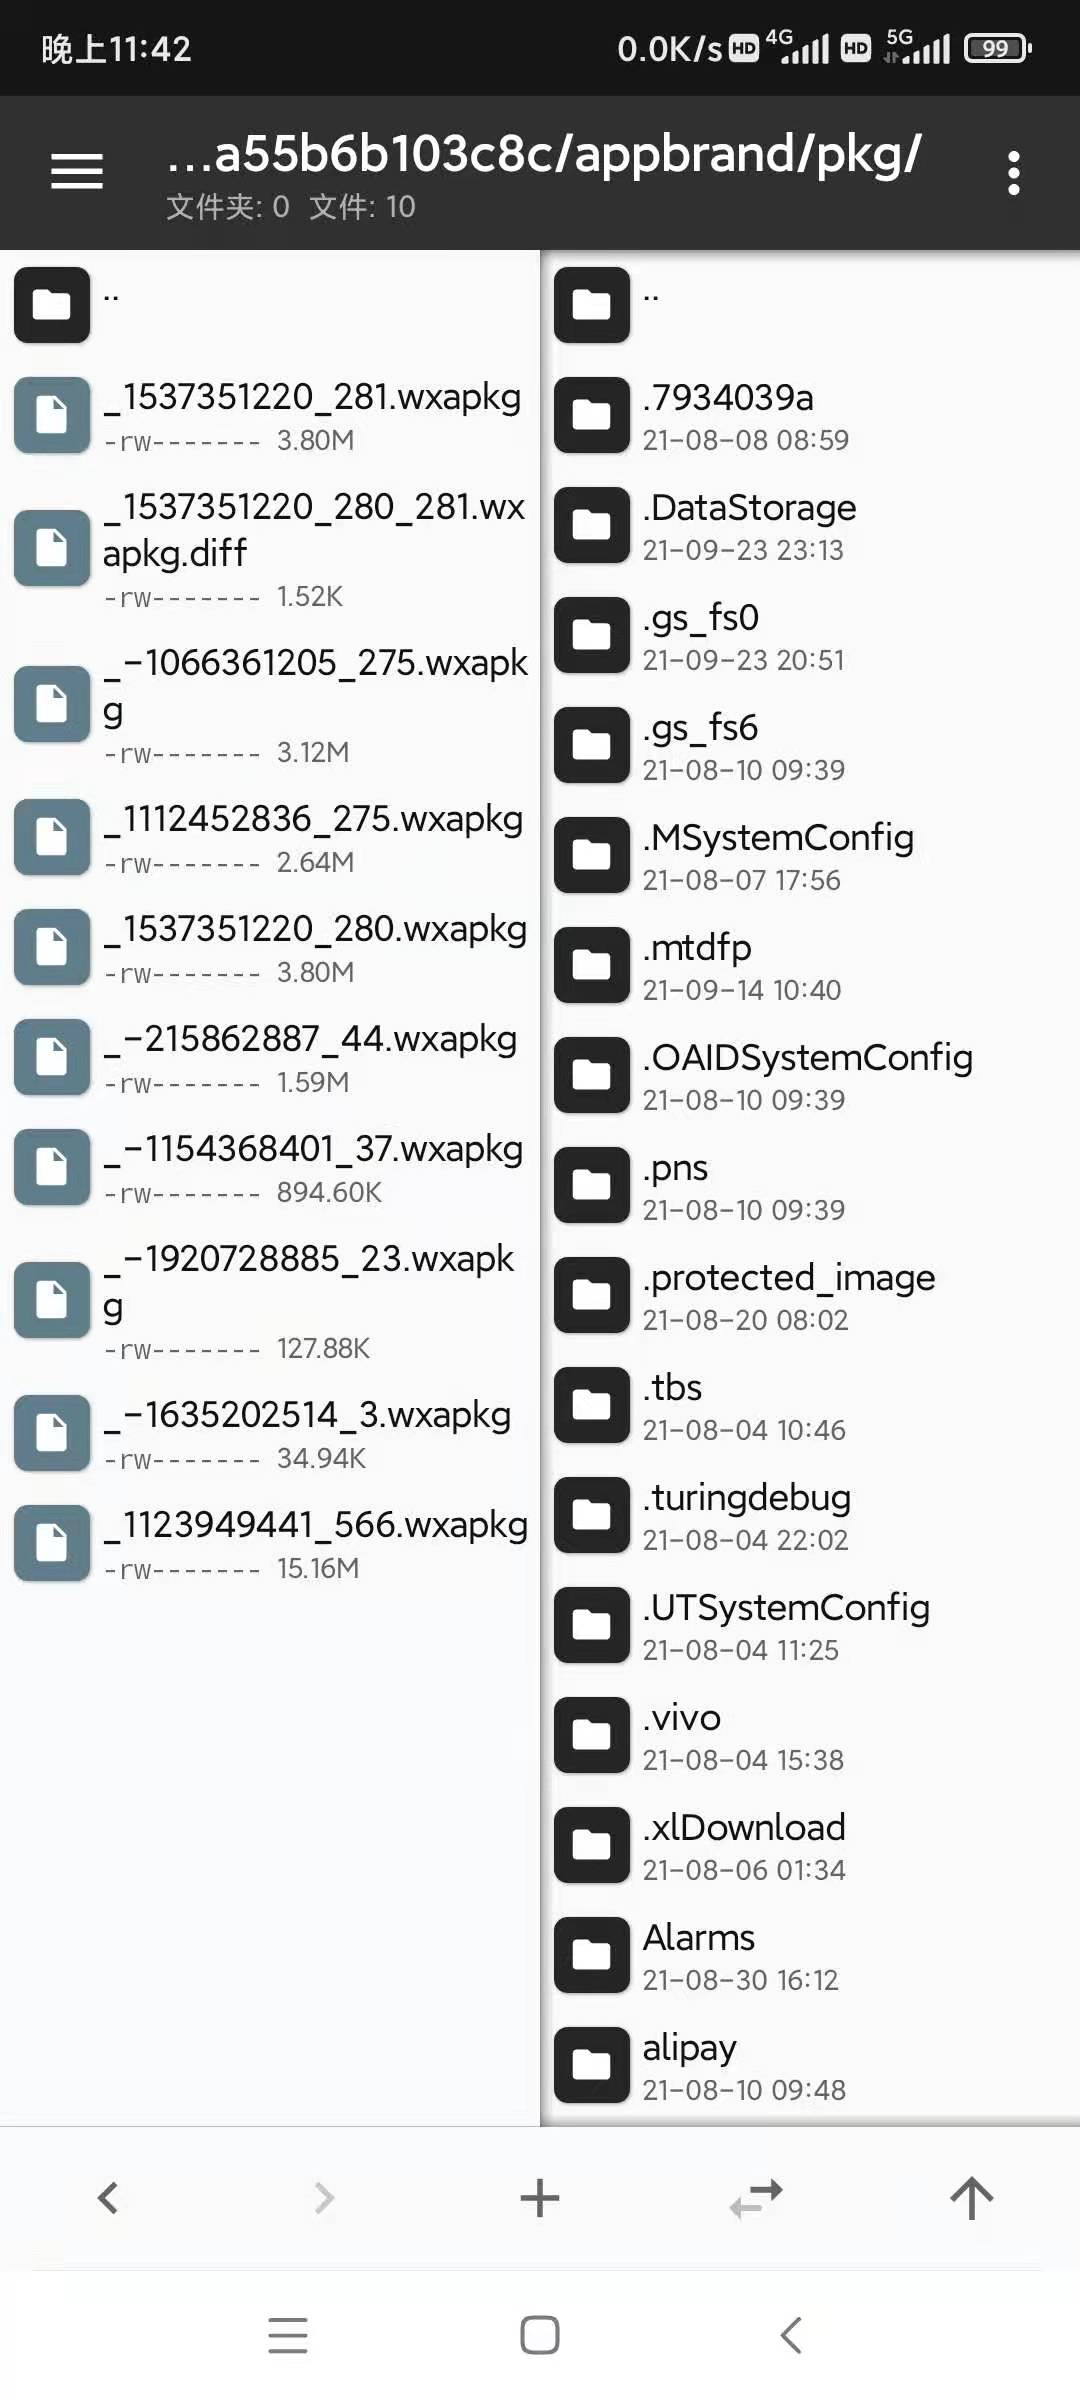 晚上11:42
0.0K/s HD 4G HD 5G 99
...a55b6b103c8c/appbrand/pkg/
文件夹: 0 文件: 10
..
_1537351220_281.wxapkg
-rw------- 3.80M
_1537351220_280_281.wx
apkg.diff
-rw------- 1.52K
_-1066361205_275.wxapk
g
-rw------- 3.12M
_1112452836_275.wxapkg
-rw------- 2.64M
_1537351220_280.wxapkg
-rw------- 3.80M
_-215862887_44.wxapkg
-rw------- 1.59M
_-1154368401_37.wxapkg
-rw------- 894.60K
_-1920728885_23.wxapk
g
-rw------- 127.88K
_-1635202514_3.wxapkg
-rw------- 34.94K
_1123949441_566.wxapkg
-rw------- 15.16M
..
.7934039a
21-08-08 08:59
.DataStorage
21-09-23 23:13
.gs_fs0
21-09-23 20:51
.gs_fs6
21-08-10 09:39
.MSystemConfig
21-08-07 17:56
.mtdfp
21-09-14 10:40
.OAIDSystemConfig
21-08-10 09:39
.pns
21-08-10 09:39
.protected_image
21-08-20 08:02
.tbs
21-08-04 10:46
.turingdebug
21-08-04 22:02
.UTSystemConfig
21-08-04 11:25
.vivo
21-08-04 15:38
.xlDownload
21-08-06 01:34
Alarms
21-08-30 16:12
alipay
21-08-10 09:48